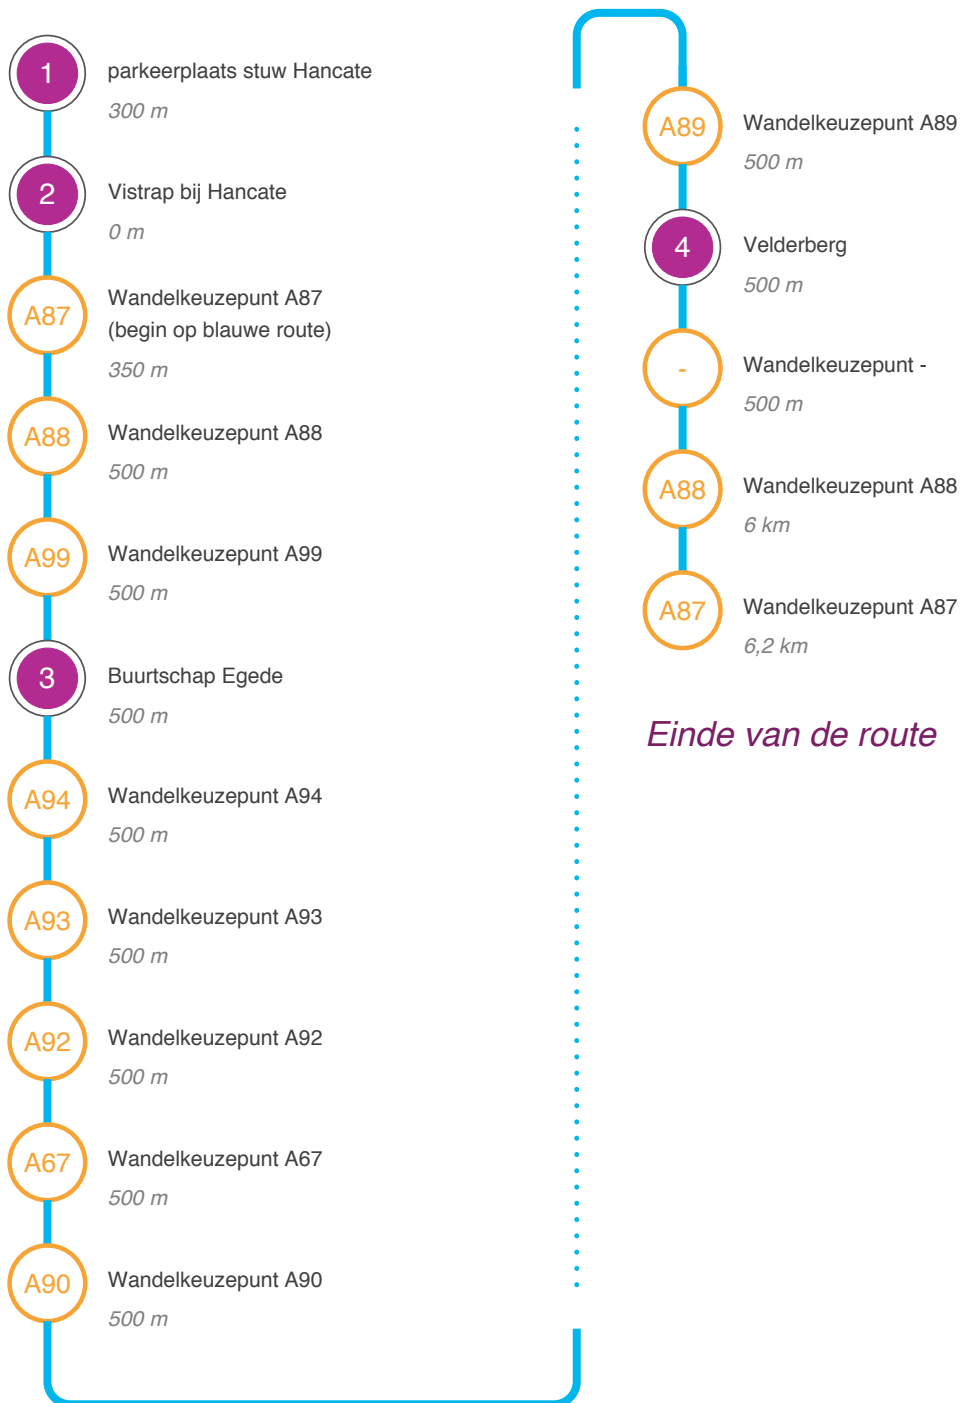 1
parkeerplaats stuw Hancate
300 m
2
Vistrap bij Hancate
0 m
A87
Wandelkeuzepunt A87
(begin op blauwe route)
350 m
A88
Wandelkeuzepunt A88
500 m
A99
Wandelkeuzepunt A99
500 m
3
Buurtschap Egede
500 m
A94
Wandelkeuzepunt A94
500 m
A93
Wandelkeuzepunt A93
500 m
A92
Wandelkeuzepunt A92
500 m
A67
Wandelkeuzepunt A67
500 m
A90
Wandelkeuzepunt A90
500 m
A89
Wandelkeuzepunt A89
500 m
4
Velderberg
500 m
-
Wandelkeuzepunt -
500 m
A88
Wandelkeuzepunt A88
6 km
A87
Wandelkeuzepunt A87
6,2 km
Einde van de route